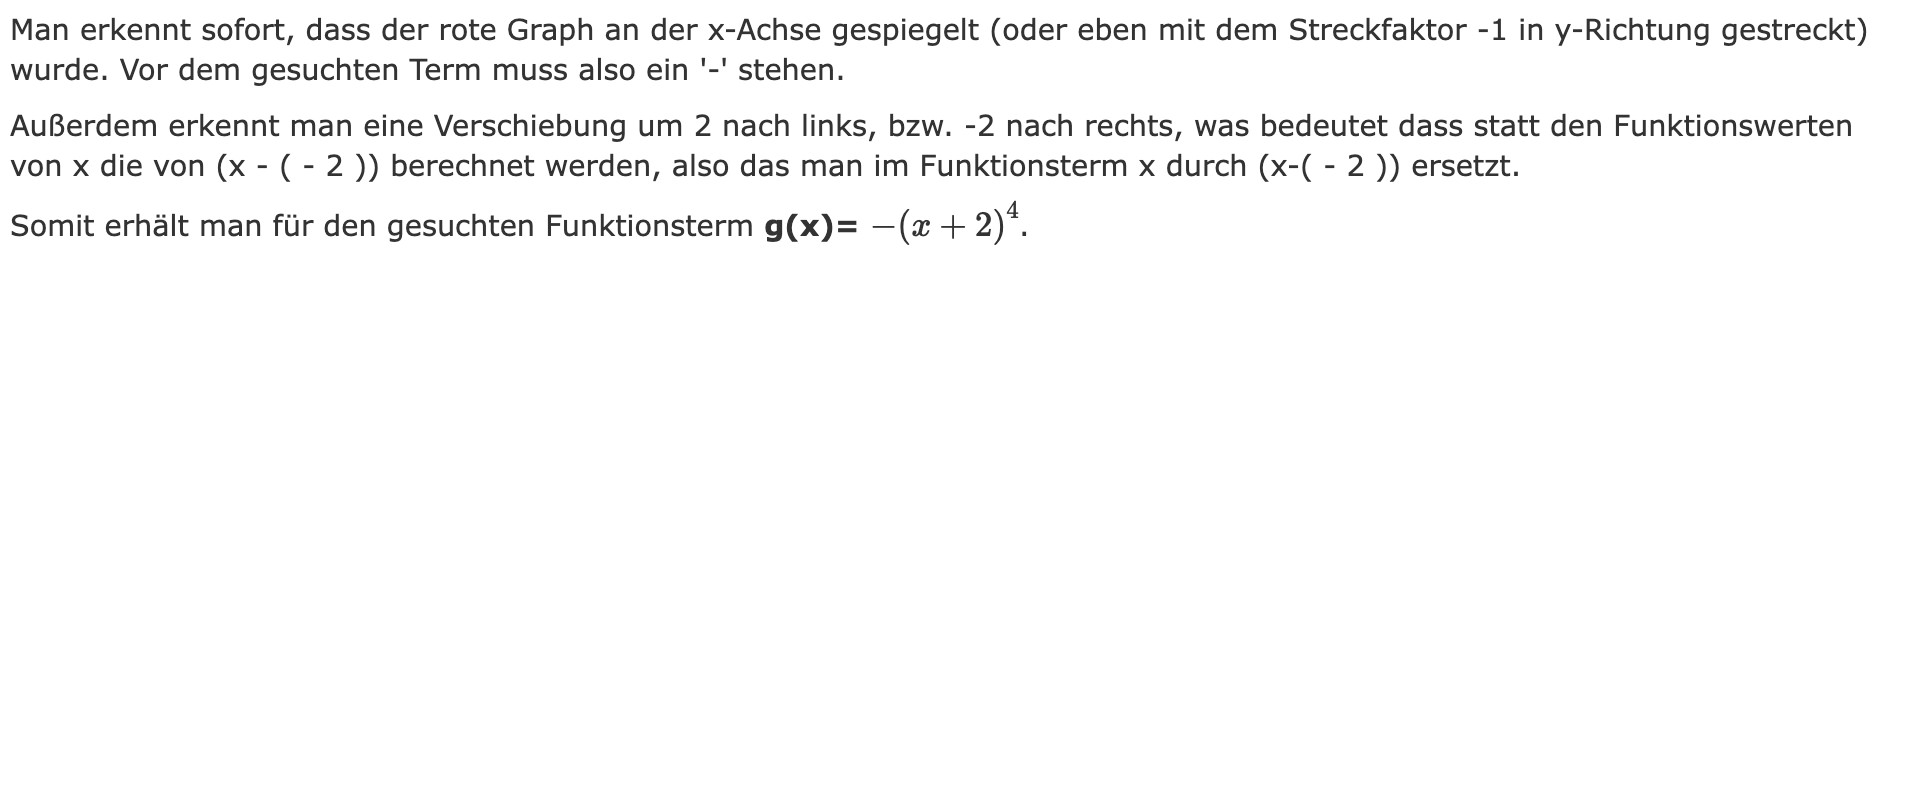 Man erkennt sofort, dass der rote Graph an der x-Achse gespiegelt (oder eben mit dem Streckfaktor -1 in y-Richtung gestreckt)
wurde. Vor dem gesuchten Term muss also ein '-' stehen.
Außerdem erkennt man eine Verschiebung um 2 nach links, bzw. -2 nach rechts, was bedeutet dass statt den Funktionswerten
von x die von (x - ( - 2 )) berechnet werden, also das man im Funktionsterm x durch (x-( - 2 )) ersetzt.
Somit erhält man für den gesuchten Funktionsterm g(x)= −(x + 2)⁴.